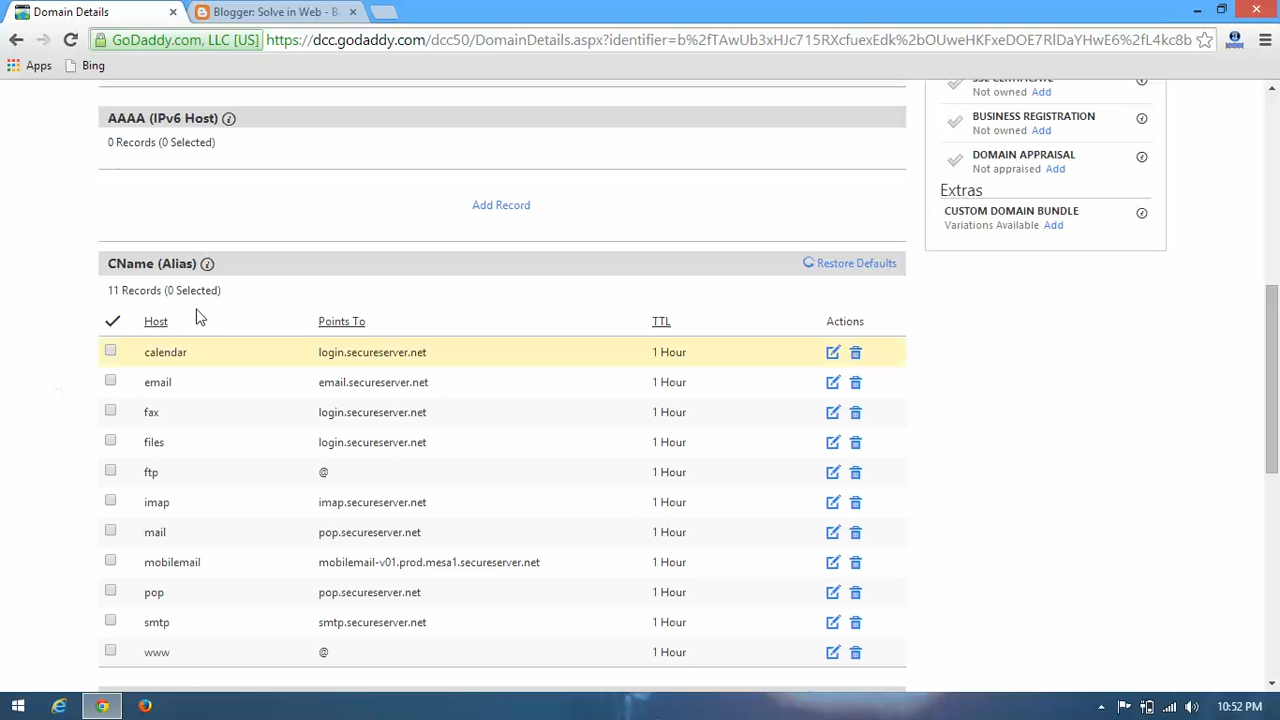 Domain Details
Blogger: Solve in Web - B
GoDaddy.com, LLC [US]
https://dcc.godaddy.com/dcc50/DomainDetails.aspx?identifier=b%2fTAwUb3xHJc715RXcfuexEdk%2bOUweHKFxeDOE7RlDaYHwE6%2fL4kc8b
Apps
Bing
SSL CERTIFICATE
Not owned Add
AAAA (IPv6 Host)
BUSINESS REGISTRATION
Not owned Add
0 Records (0 Selected)
DOMAIN APPRAISAL
Not appraised Add
Extras
Add Record
CUSTOM DOMAIN BUNDLE
Variations Available Add
CName (Alias)
Restore Defaults
11 Records (0 Selected)
Host Points To TTL Actions
calendar login.secureserver.net 1 Hour
email email.secureserver.net 1 Hour
fax login.secureserver.net 1 Hour
files login.secureserver.net 1 Hour
ftp @ 1 Hour
imap imap.secureserver.net 1 Hour
mail pop.secureserver.net 1 Hour
mobilemail mobilemail-v01.prod.mesa1.secureserver.net 1 Hour
pop pop.secureserver.net 1 Hour
smtp smtp.secureserver.net 1 Hour
www @ 1 Hour
10:52 PM